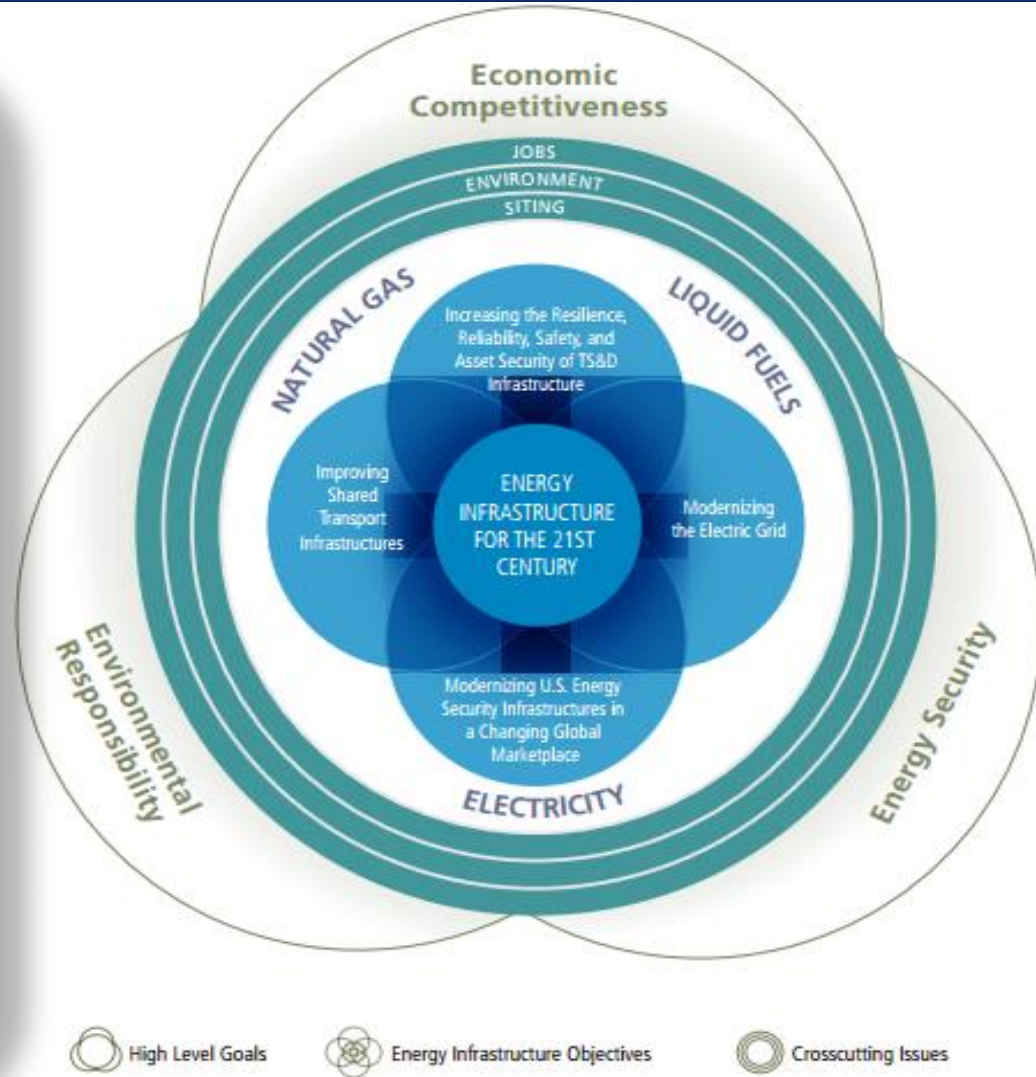 Economic
Competitiveness
JOBS
ENVIRONMENT
SITING
NATURAL GAS
LIQUID FUELS
Increasing the Resilience,
Reliability, Safety, and
Asset Security of TS&D
Infrastructure
Improving
Shared
Transport
Infrastructures
ENERGY
INFRASTRUCTURE
FOR THE 21ST
CENTURY
Modernizing
the Electric Grid
Modernizing U.S. Energy
Security Infrastructures in
a Changing Global
Marketplace
ELECTRICITY
Environmental
Responsibility
Energy Security
High Level Goals
Energy Infrastructure Objectives
Crosscutting Issues